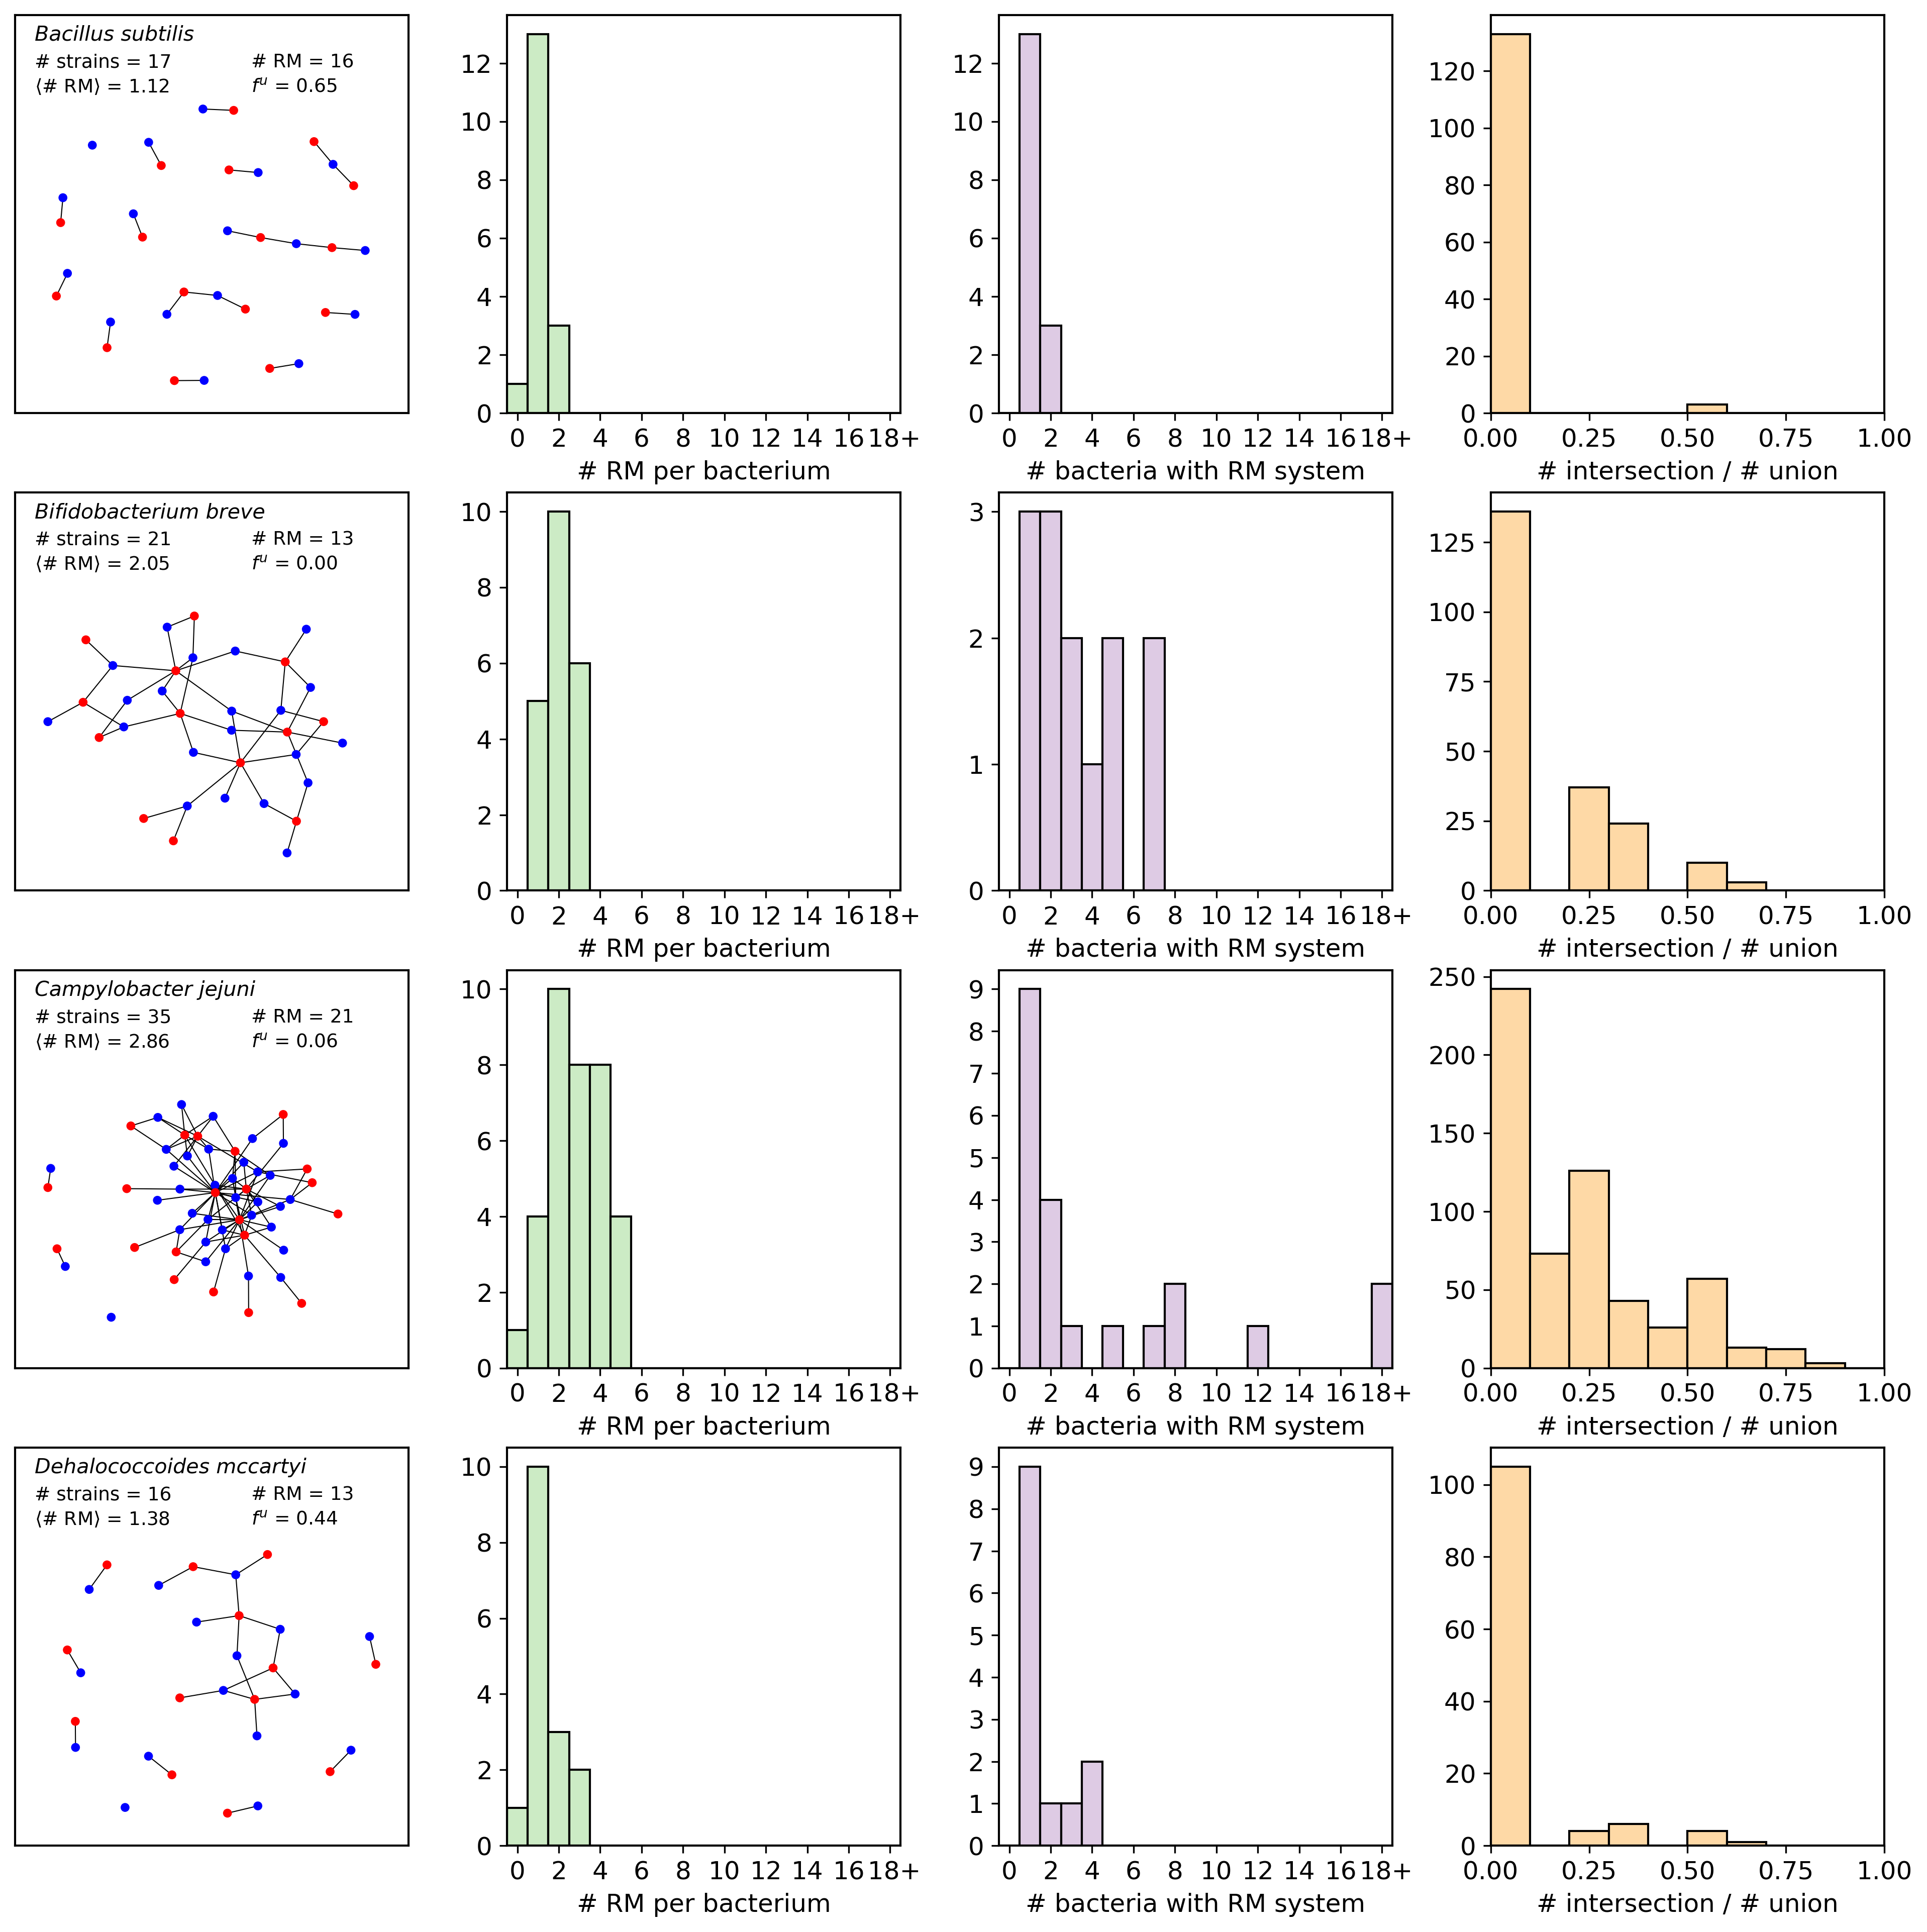 Bacillus subtilis
# strains = 17 # RM = 16
⟨# RM⟩ = 1.12 fᵘ = 0.65
12
10
8
6
4
2
0
0 2 4 6 8 10 12 14 16 18+
# RM per bacterium
12
10
8
6
4
2
0
0 2 4 6 8 10 12 14 16 18+
# bacteria with RM system
120
100
80
60
40
20
0
0.00 0.25 0.50 0.75 1.00
# intersection / # union
Bifidobacterium breve
# strains = 21 # RM = 13
⟨# RM⟩ = 2.05 fᵘ = 0.00
10
8
6
4
2
0
0 2 4 6 8 10 12 14 16 18+
# RM per bacterium
3
2
1
0
0 2 4 6 8 10 12 14 16 18+
# bacteria with RM system
125
100
75
50
25
0
0.00 0.25 0.50 0.75 1.00
# intersection / # union
Campylobacter jejuni
# strains = 35 # RM = 21
⟨# RM⟩ = 2.86 fᵘ = 0.06
10
8
6
4
2
0
0 2 4 6 8 10 12 14 16 18+
# RM per bacterium
9
8
7
6
5
4
3
2
1
0
0 2 4 6 8 10 12 14 16 18+
# bacteria with RM system
250
200
150
100
50
0
0.00 0.25 0.50 0.75 1.00
# intersection / # union
Dehalococcoides mccartyi
# strains = 16 # RM = 13
⟨# RM⟩ = 1.38 fᵘ = 0.44
10
8
6
4
2
0
0 2 4 6 8 10 12 14 16 18+
# RM per bacterium
9
8
7
6
5
4
3
2
1
0
0 2 4 6 8 10 12 14 16 18+
# bacteria with RM system
100
80
60
40
20
0
0.00 0.25 0.50 0.75 1.00
# intersection / # union